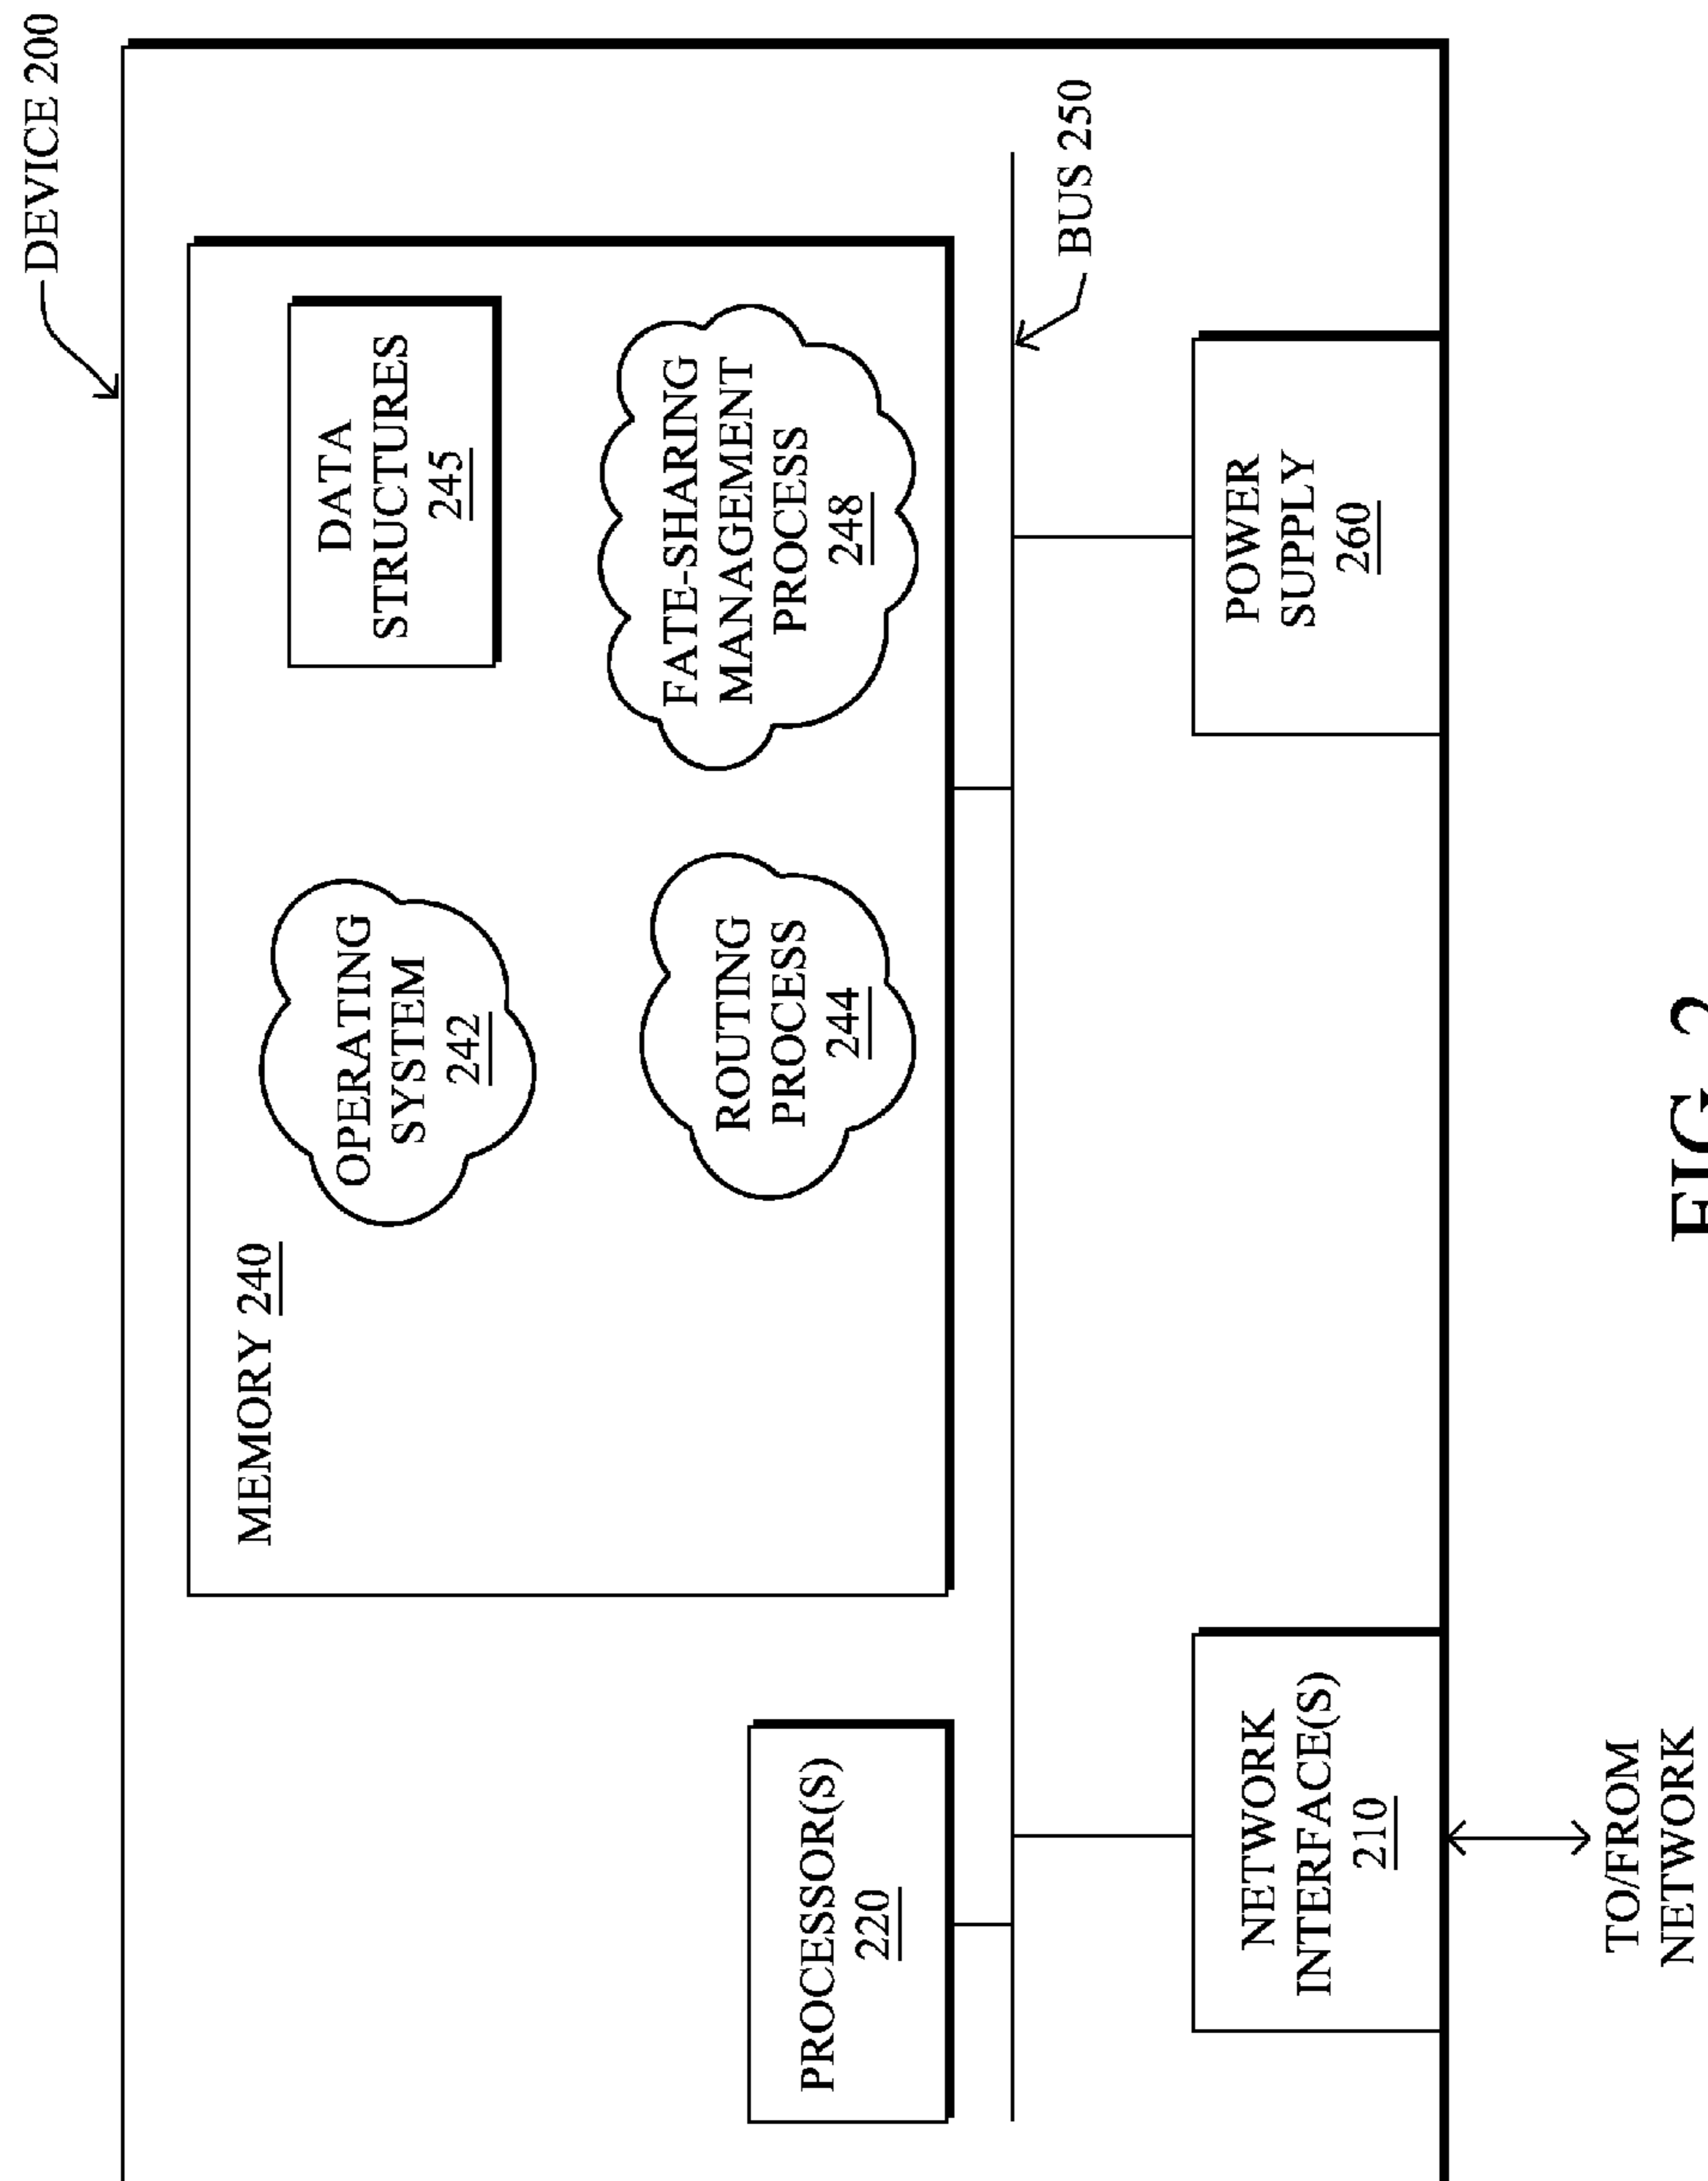 DEVICE 200
MEMORY 240
OPERATING
SYSTEM
242
DATA
STRUCTURES
245
ROUTING
PROCESS
244
FATE-SHARING
MANAGEMENT
PROCESS
248
PROCESSOR(S)
220
BUS 250
NETWORK
INTERFACE(S)
210
POWER
SUPPLY
260
TO/FROM
NETWORK
FIG. 2